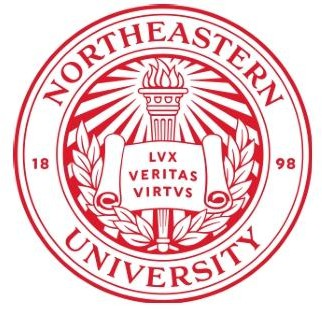 NORTHEASTERN
18 98
LVX
VERITAS
VIRTVS
UNIVERSITY